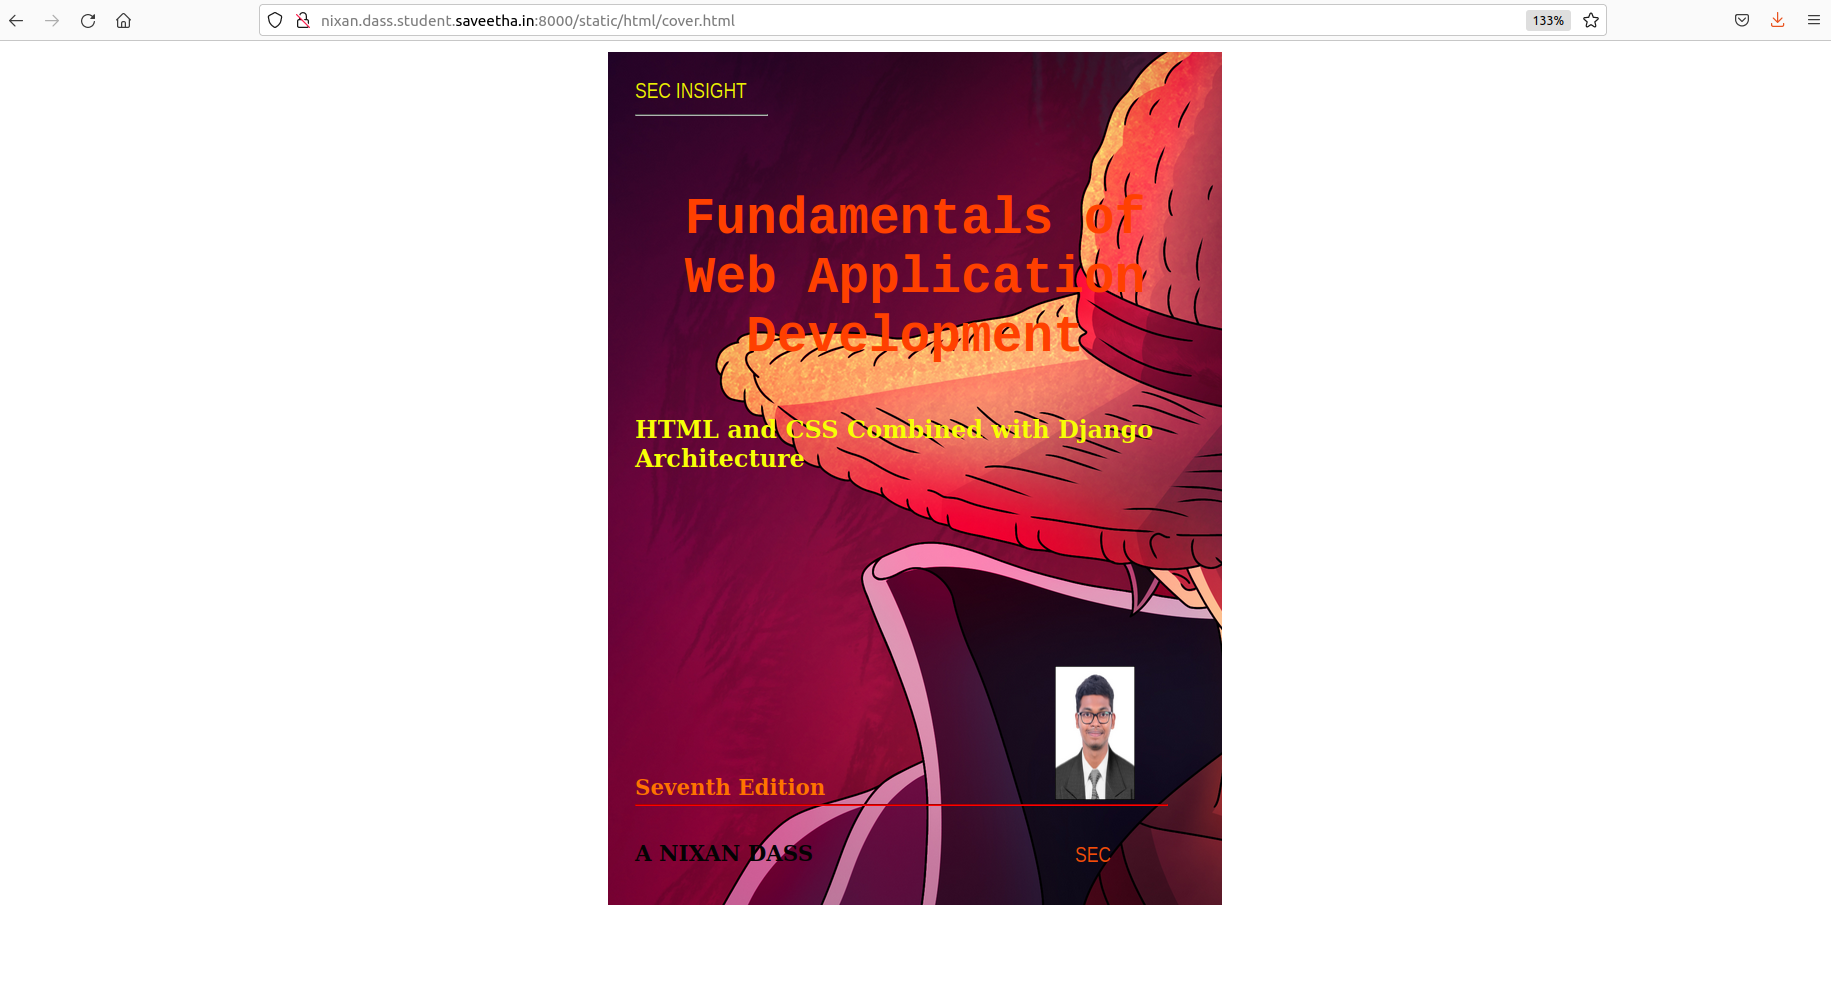 nixan.dass.student.saveetha.in:8000/static/html/cover.html
133%
SEC INSIGHT
Fundamentals of
Web Application
Development
HTML and CSS Combined with Django
Architecture
Seventh Edition
A NIXAN DASS
SEC